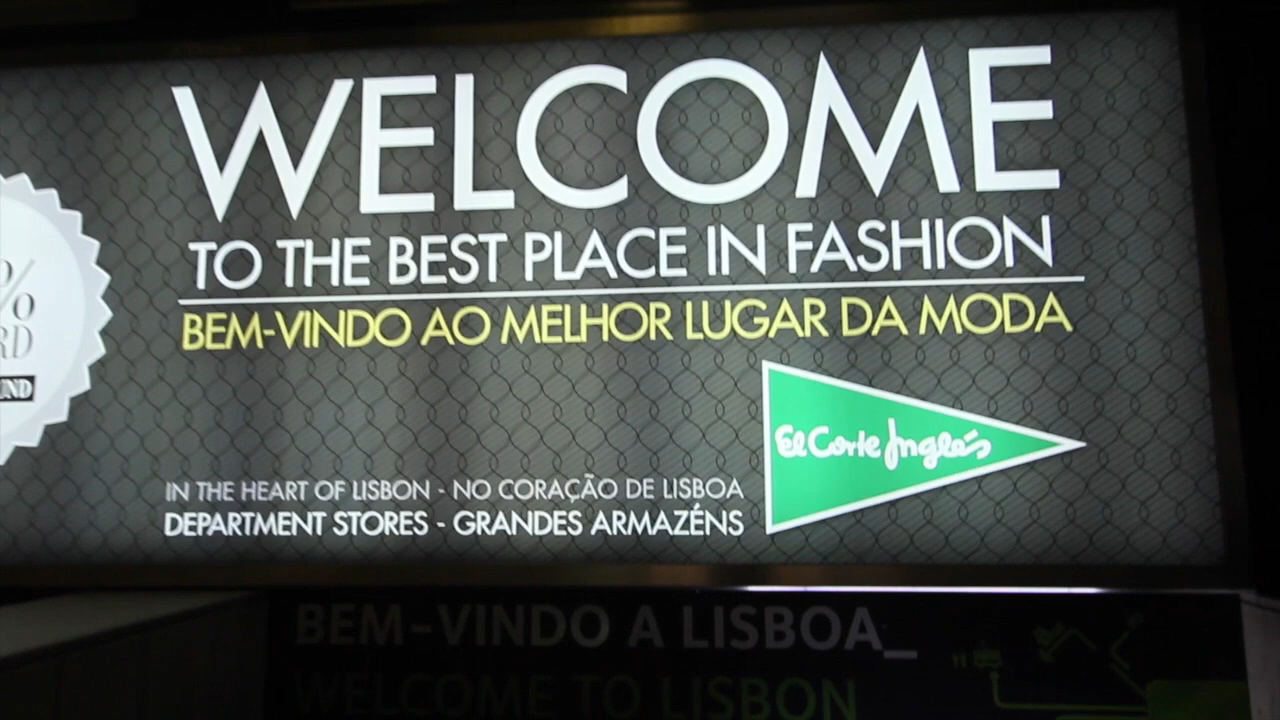 WELCOME
TO THE BEST PLACE IN FASHION
BEM-VINDO AO MELHOR LUGAR DA MODA
%
El Corte Inglés
IN THE HEART OF LISBON - NO CORAÇÃO DE LISBOA
DEPARTMENT STORES - GRANDES ARMAZÉNS
BEM-VINDO A LISBOA_
WELCOME TO LISBON